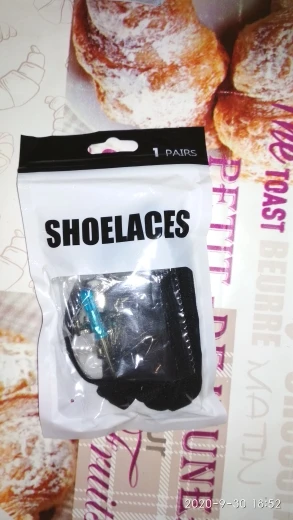 1 PAIRS
SHOELACES
TOAST
BEURRE
MATIN
PETIT
2020-9-30 18:52